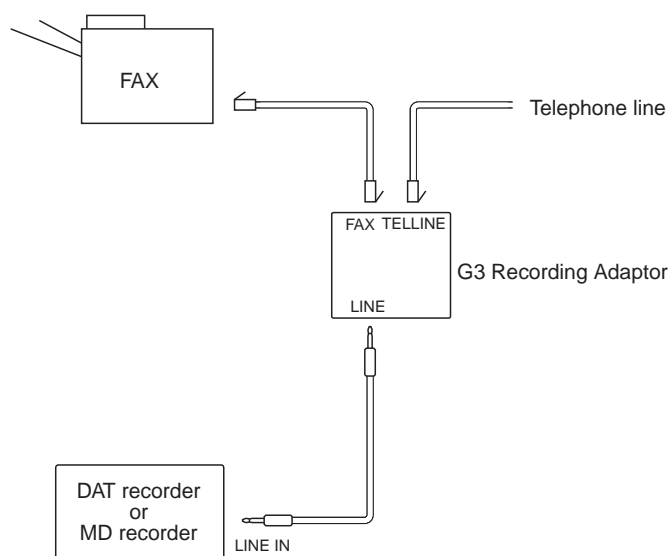 FAX
Telephone line
FAX TELLINE
G3 Recording Adaptor
LINE
DAT recorder
or
MD recorder
LINE IN